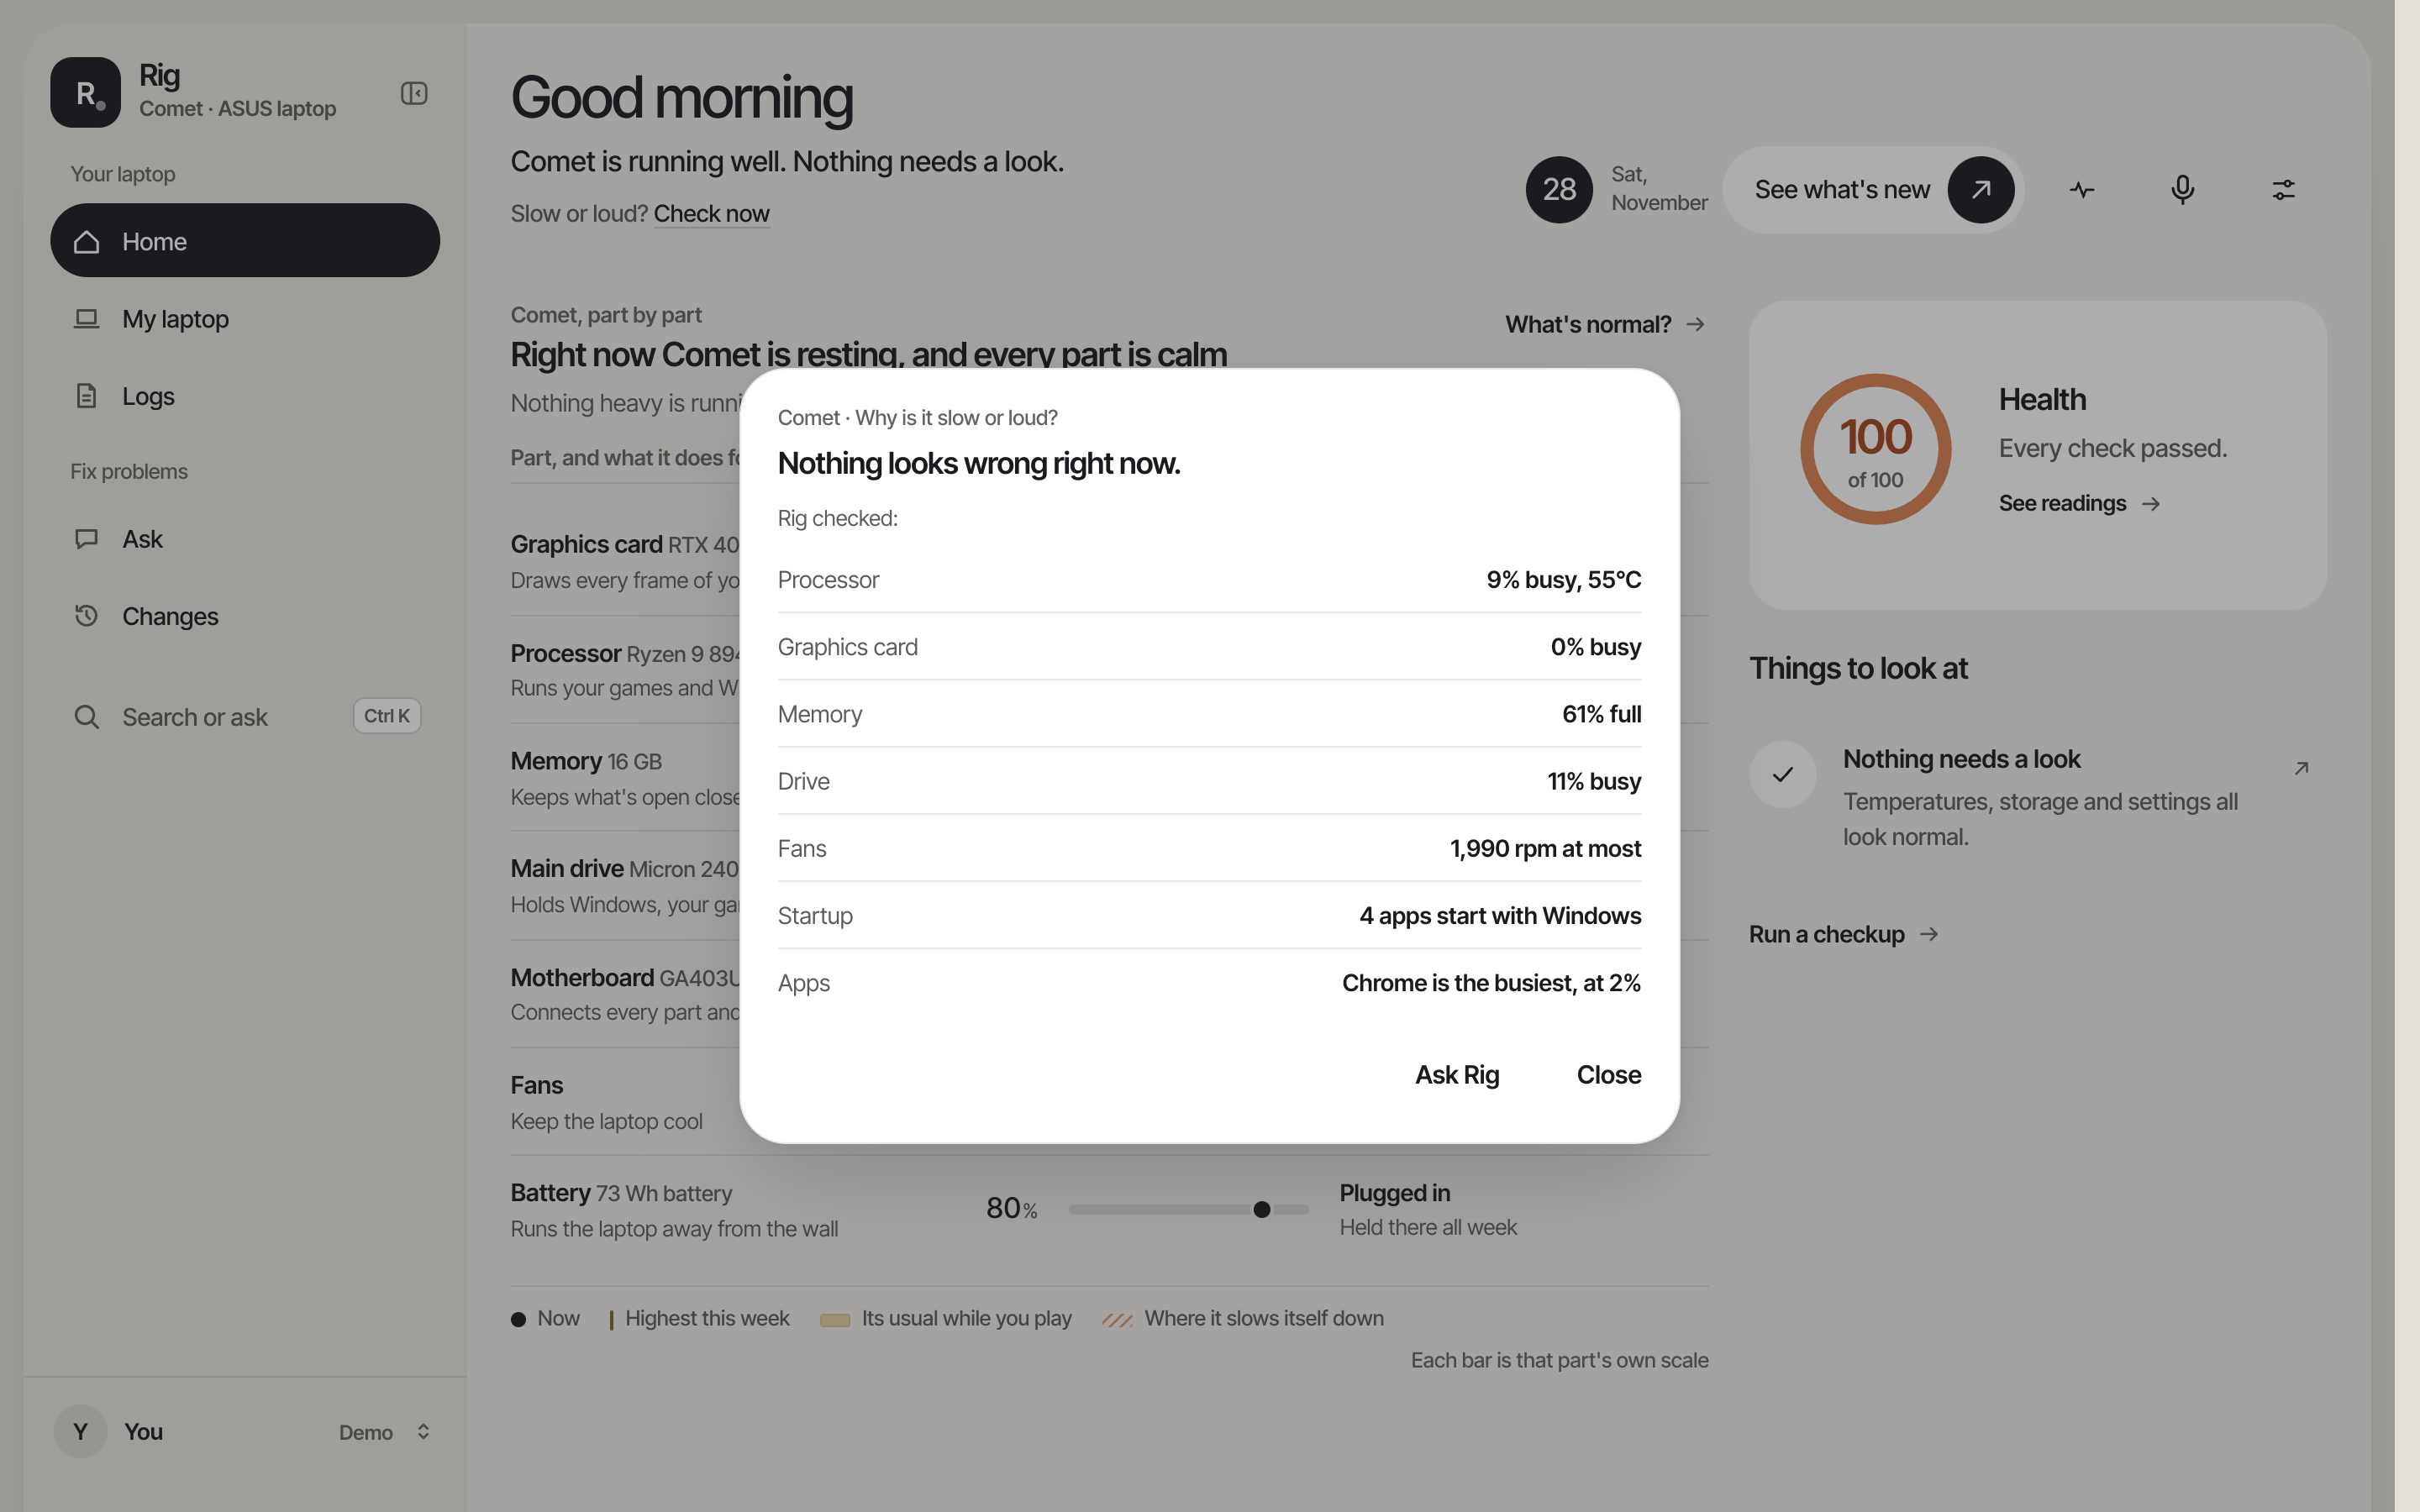 R.
Rig
Comet · ASUS laptop
Your laptop
Home
My laptop
Logs
Fix problems
Ask
Changes
Search or ask
Ctrl K
Y
You
Demo
Good morning
Comet is running well. Nothing needs a look.
Slow or loud? Check now
28
Sat,
November
See what's new
Comet, part by part
What's normal?
Right now Comet is resting, and every part is calm
Nothing heavy is
Part, and what it does
Graphics card RTX
Draws every frame of
Processor Ryzen 9
Runs your games and
Memory 16 GB
Keeps what's open
Main drive Micron
Holds Windows, your
Motherboard
Connects every part
Fans
Keep the laptop cool
Battery 73 Wh battery
Runs the laptop away from the wall
80%
Plugged in
Held there all week
Now
Highest this week
Its usual while you play
Where it slows itself down
Each bar is that part's own scale
Comet · Why is it slow or loud?
Nothing looks wrong right now.
Rig checked:
Processor 9% busy, 55°C
Graphics card 0% busy
Memory 61% full
Drive 11% busy
Fans 1,990 rpm at most
Startup 4 apps start with Windows
Apps Chrome is the busiest, at 2%
Ask Rig
Close
100
of 100
Health
Every check passed.
See readings
Things to look at
Nothing needs a look
Temperatures, storage and settings all
look normal.
Run a checkup